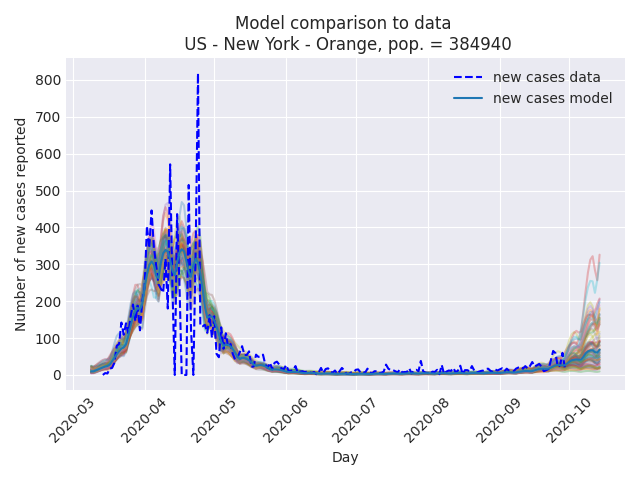 Model comparison to data
US - New York - Orange, pop. = 384940
new cases data
new cases model
Number of new cases reported
800
700
600
500
400
300
200
100
0
2020-03
2020-04
2020-05
2020-06
2020-07
2020-08
2020-09
2020-10
Day